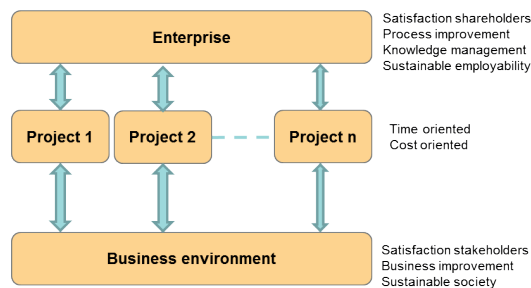 Enterprise
Satisfaction shareholders
Process improvement
Knowledge management
Sustainable employability
Project 1
Project 2
Project n
Time oriented
Cost oriented
Business environment
Satisfaction stakeholders
Business improvement
Sustainable society